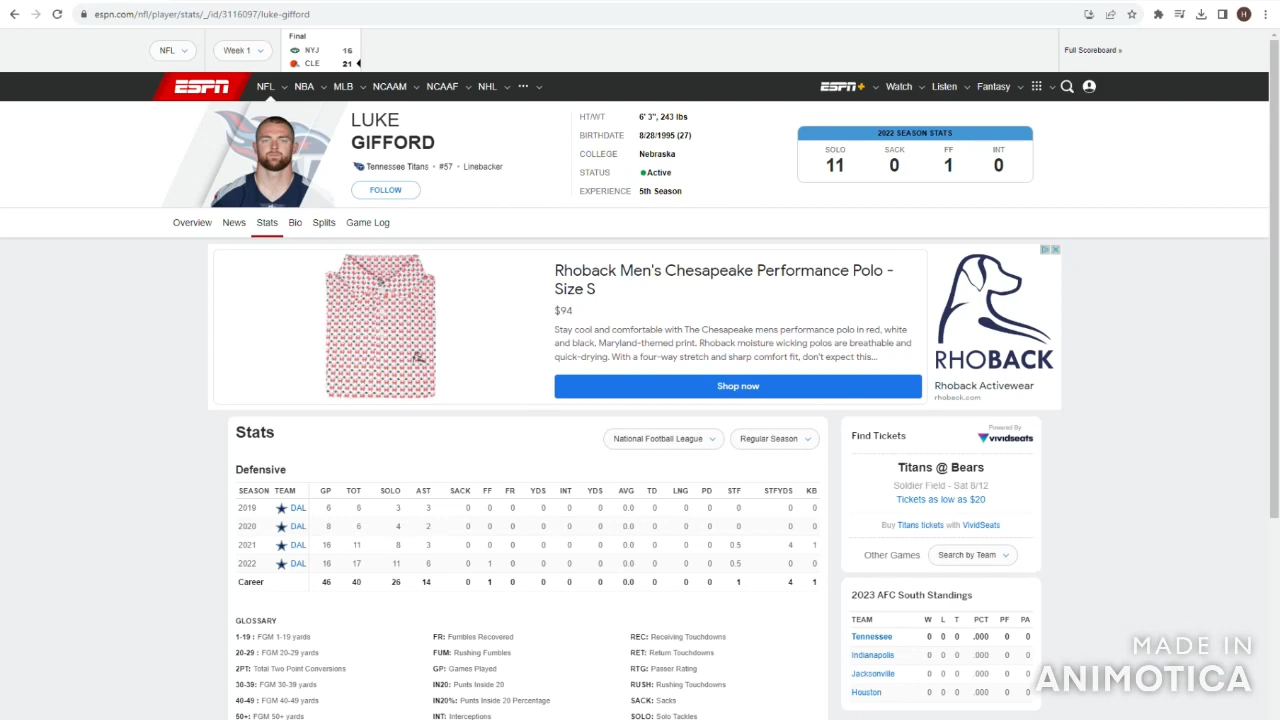 espn.com/nfl/player/stats/_/id/3116097/luke-gifford
H
NFL
Week 1
Final
NYJ 16
CLE 21
Full Scoreboard »
ESPN NFL NBA MLB NCAAM NCAAF NHL ••• ESPN+ Watch Listen Fantasy
LUKE
GIFFORD
Tennessee Titans • #57 • Linebacker
FOLLOW
HT/WT 6' 3", 243 lbs
BIRTHDATE 8/28/1995 (27)
COLLEGE Nebraska
STATUS Active
EXPERIENCE 5th Season
2022 SEASON STATS
SOLO SACK FF INT
11 0 1 0
Overview News Stats Bio Splits Game Log
Rhoback Men's Chesapeake Performance Polo -
Size S
$94
Stay cool and comfortable with The Chesapeake mens performance polo in red, white
and black, Maryland-themed print. Rhoback moisture wicking polos are breathable and
quick-drying. With a four-way stretch and sharp comfort fit, don't expect this...
Shop now
RHOBACK
Rhoback Activewear
rhoback.com
Stats
National Football League
Regular Season
Defensive
SEASON TEAM GP TOT SOLO AST SACK FF FR YDS INT YDS AVG TD LNG PD STF STFYDS KB
2019 DAL 6 6 3 3 0 0 0 0 0 0 0.0 0 0 0 0 0 0
2020 DAL 8 6 4 2 0 0 0 0 0 0 0.0 0 0 0 0 0 0
2021 DAL 16 11 8 3 0 0 0 0 0 0 0.0 0 0 0 0.5 4 1
2022 DAL 16 17 11 6 0 1 0 0 0 0 0.0 0 0 0 0.5 0 0
Career 46 40 26 14 0 1 0 0 0 0 0.0 0 0 0 1 4 1
GLOSSARY
1-19 : FGM 1-19 yards
20-29 : FGM 20-29 yards
2PT: Total Two Point Conversions
30-39: FGM 30-39 yards
40-49 : FGM 40-49 yards
50+: FGM 50+ yards
FR: Fumbles Recovered
FUM: Rushing Fumbles
GP: Games Played
IN20: Punts Inside 20
IN20%: Punts Inside 20 Percentage
INT: Interceptions
REC: Receiving Touchdowns
RET: Return Touchdowns
RTG: Passer Rating
RUSH: Rushing Touchdowns
SACK: Sacks
SOLO: Solo Tackles
Find Tickets
Powered By
vividseats
Titans @ Bears
Soldier Field - Sat 8/12
Tickets as low as $20
Buy Titans tickets with VividSeats
Other Games Search by Team
2023 AFC South Standings
TEAM W L T PCT PF PA
Tennessee 0 0 0 .000 0 0
Indianapolis 0 0 0 .000 0 0
Jacksonville 0 0 0 .000 0 0
Houston 0 0 0 .000 0 0
MADE IN
ANIMOTICA